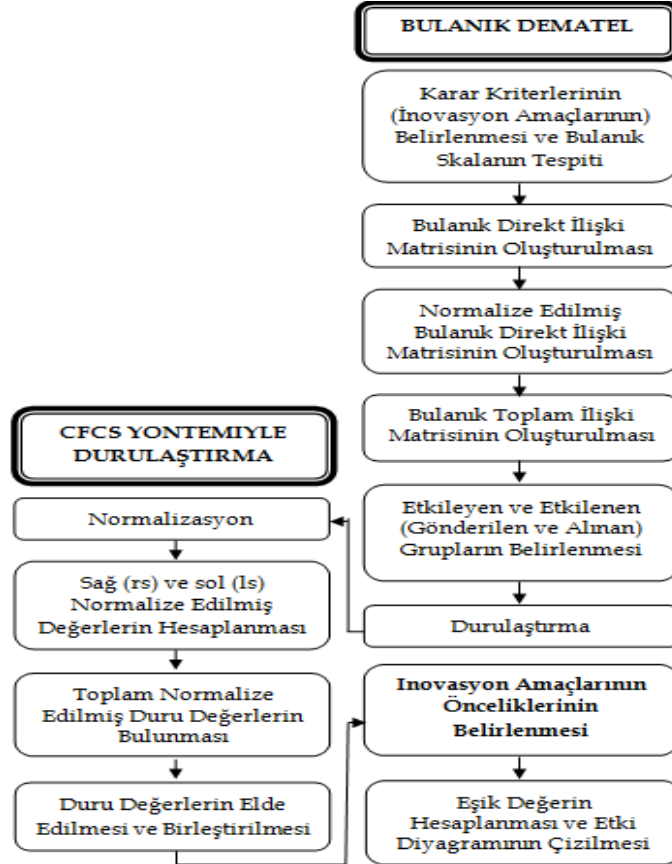 BULANIK DEMATEL
Karar Kriterlerinin
(İnovasyon Amaçlarının)
Belirlenmesi ve Bulanık
Skalanın Tespiti
Bulanık Direkt İlişki
Matrisinin Oluşturulması
Normalize Edilmiş
Bulanık Direkt İlişki
Matrisinin Oluşturulması
Bulanık Toplam İlişki
Matrisinin Oluşturulması
Etkileyen ve Etkilenen
(Gönderilen ve Alınan)
Grupların Belirlenmesi
Durulaştırma
CFCS YONTEMIYLE
DURULAŞTIRMA
Normalizasyon
Sağ (rs) ve sol (ls)
Normalize Edilmiş
Değerlerin Hesaplanması
Toplam Normalize
Edilmiş Duru Değerlerin
Bulunması
Duru Değerlerin Elde
Edilmesi ve Birleştirilmesi
Inovasyon Amaçlarının
Önceliklerinin
Belirlenmesi
Eşik Değerin
Hesaplanması ve Etki
Diyagramının Çizilmesi